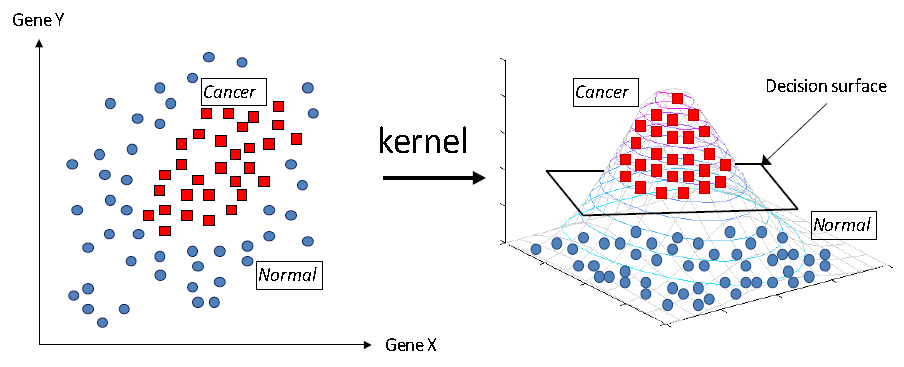 Gene Y
Cancer
Normal
Gene X
kernel
Cancer
Decision surface
Normal